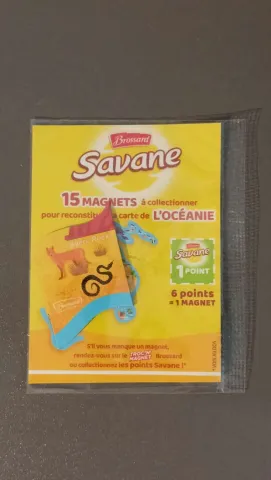 Brossard
Savane
15 MAGNETS à collectionner
pour reconstit la carte de L'OCÉANIE
Brossard
Savane
1 POINT
6 points
= 1 MAGNET
S'il vous manque un magnet,
rendez-vous sur le Brossard
ou collectionnez les points Savane !*